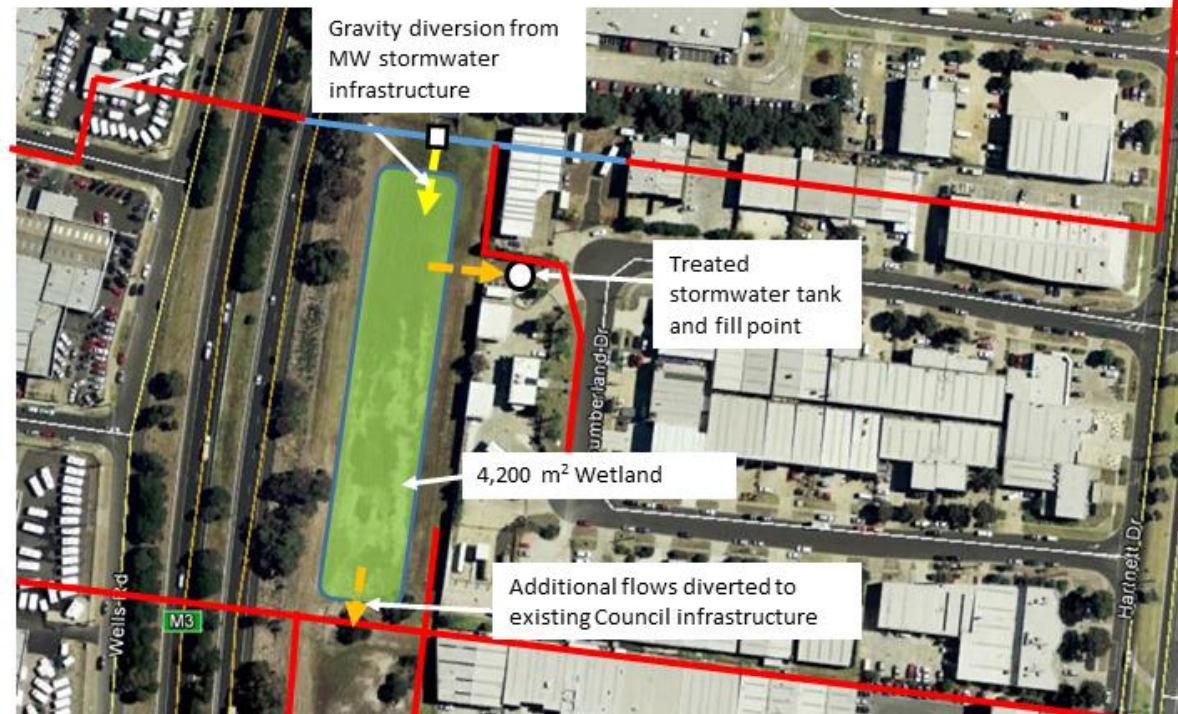 Gravity diversion from
MW stormwater
infrastructure
Treated
stormwater tank
and fill point
umberland Dr
4,200 m² Wetland
Additional flows diverted to
existing Council infrastructure
Hartnett Dr
Wells Rd
M3